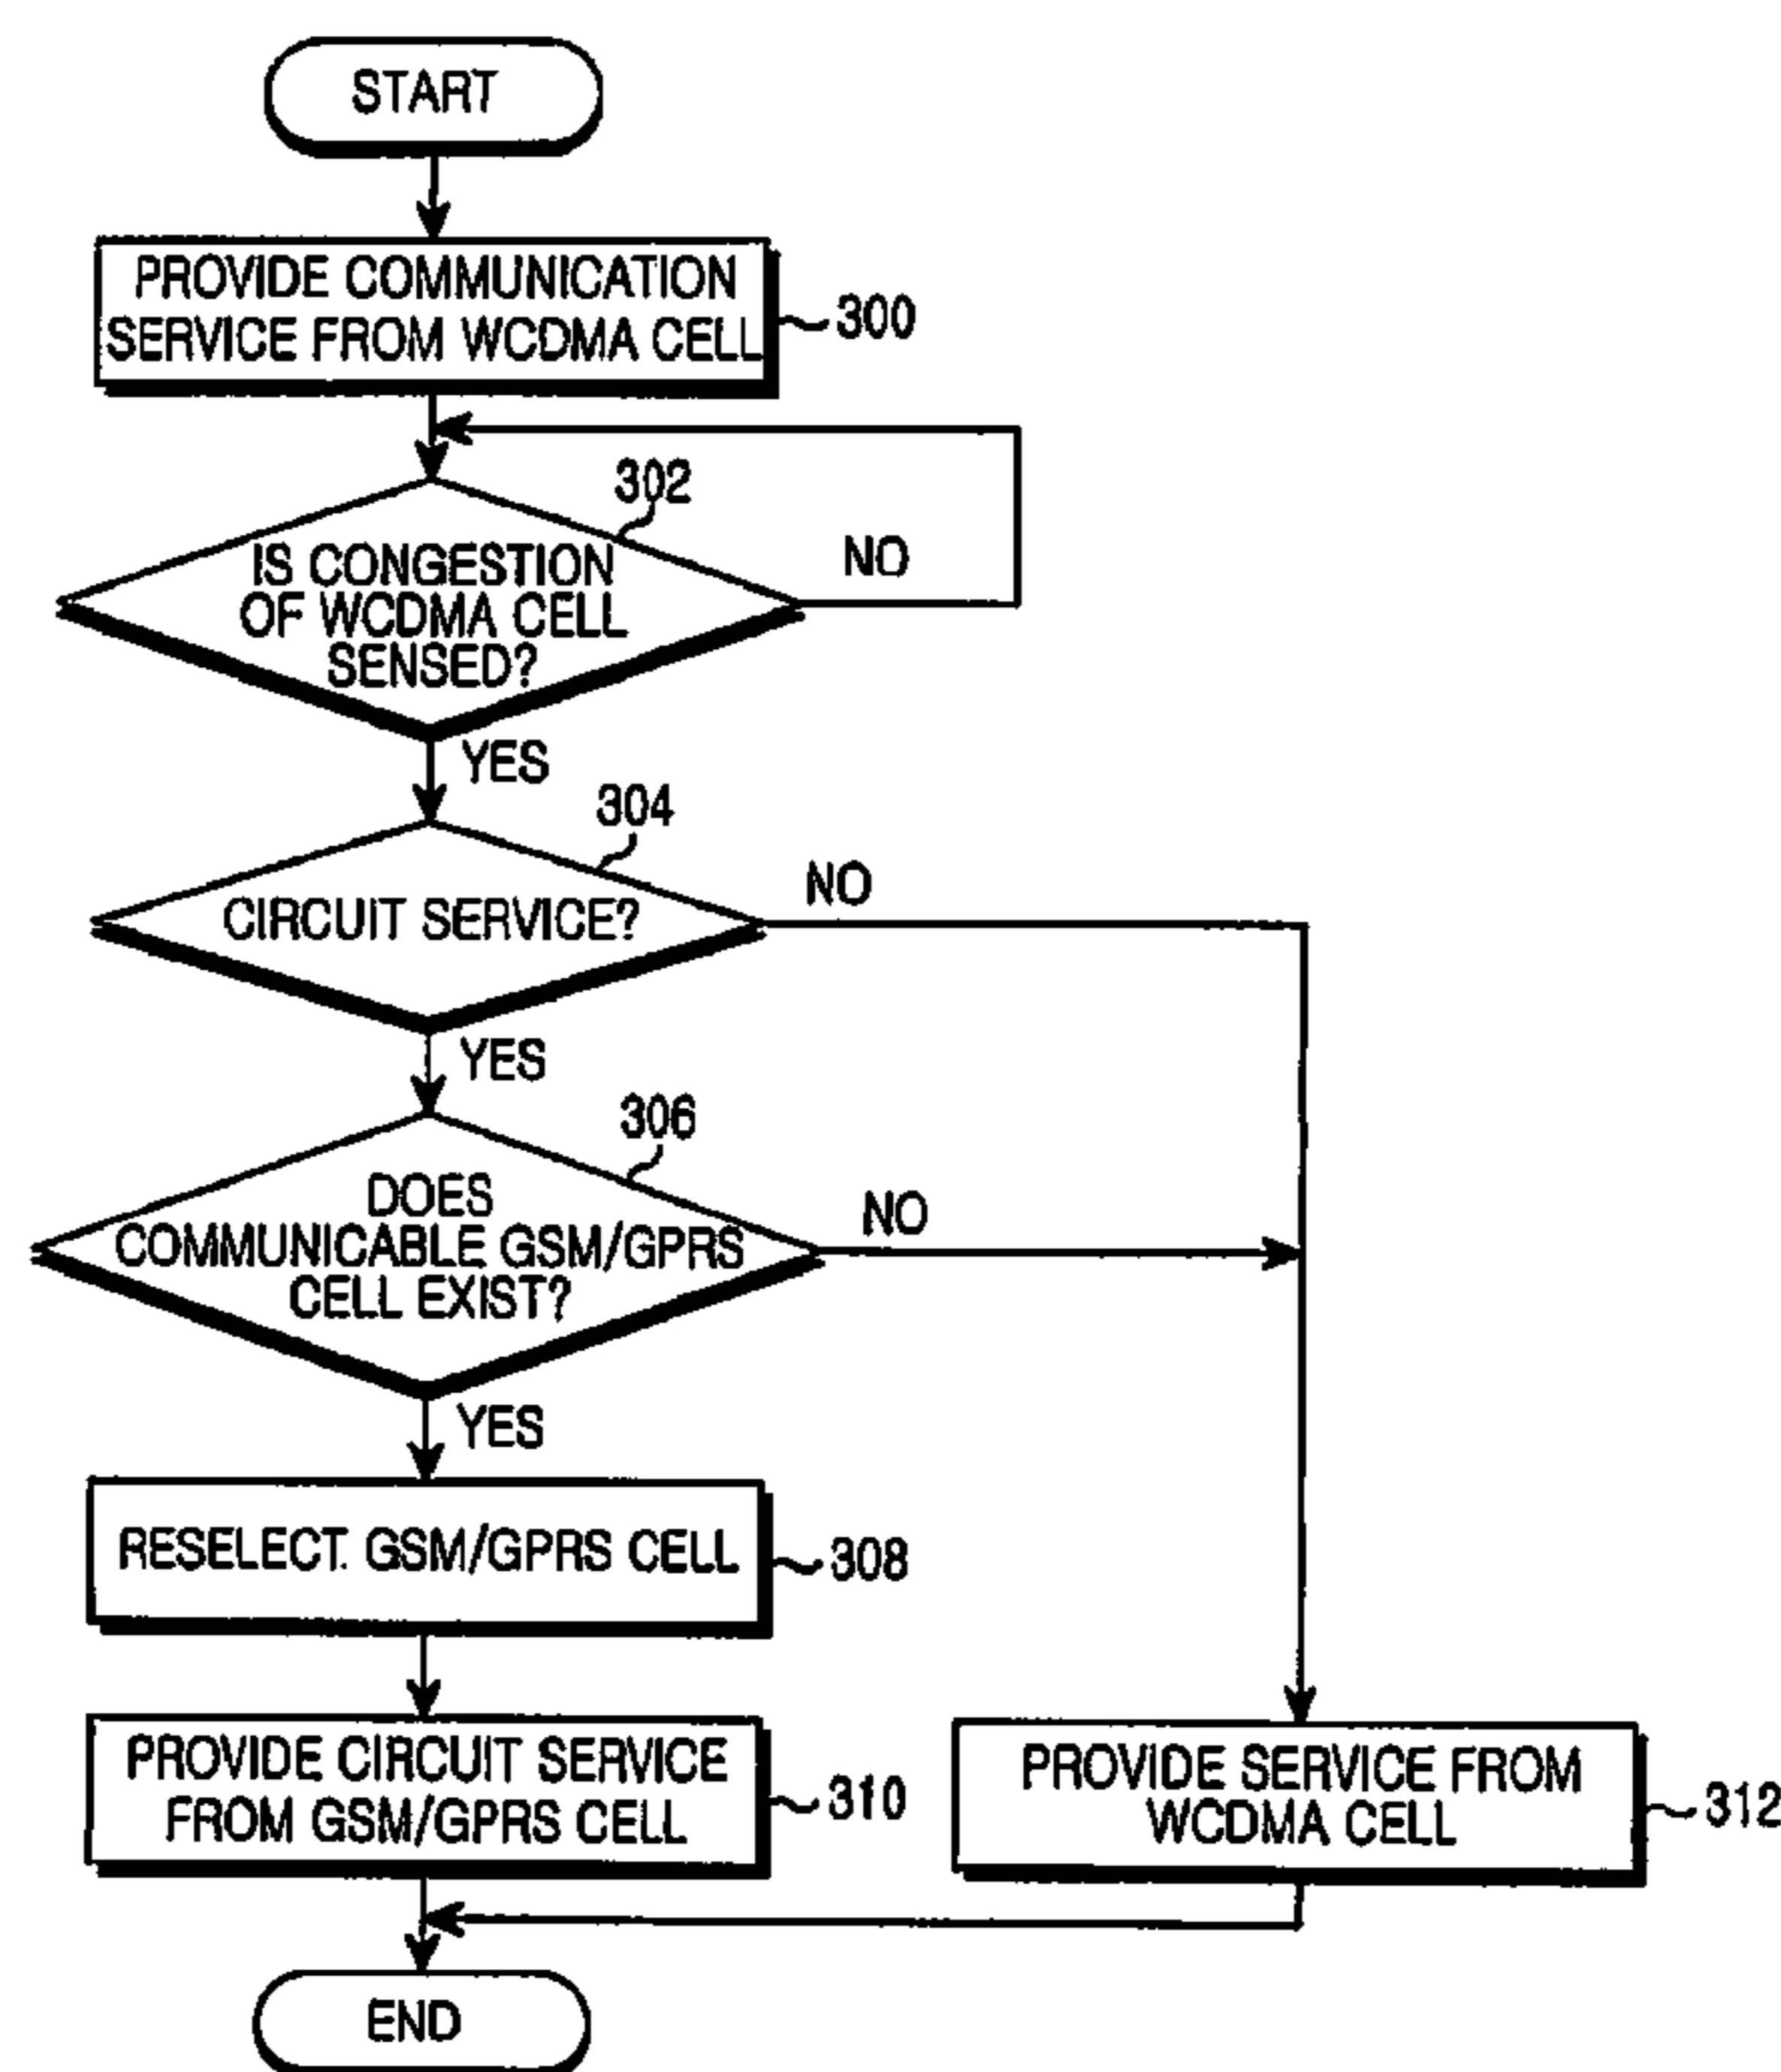 START
PROVIDE COMMUNICATION
SERVICE FROM WCDMA CELL
300
302
IS CONGESTION
OF WCDMA CELL
SENSED?
NO
YES
304
CIRCUIT SERVICE?
NO
YES
306
DOES
COMMUNICABLE GSM/GPRS
CELL EXIST?
NO
YES
RESELECT. GSM/GPRS CELL
308
PROVIDE CIRCUIT SERVICE
FROM GSM/GPRS CELL
310
PROVIDE SERVICE FROM
WCDMA CELL
312
END